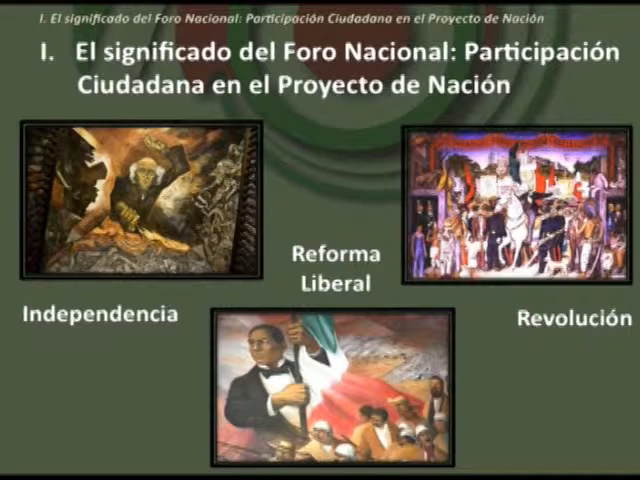 I. El significado del Foro Nacional: Participación Ciudadana en el Proyecto de Nación
I. El significado del Foro Nacional: Participación
Ciudadana en el Proyecto de Nación
Reforma
Liberal
Independencia
Revolución